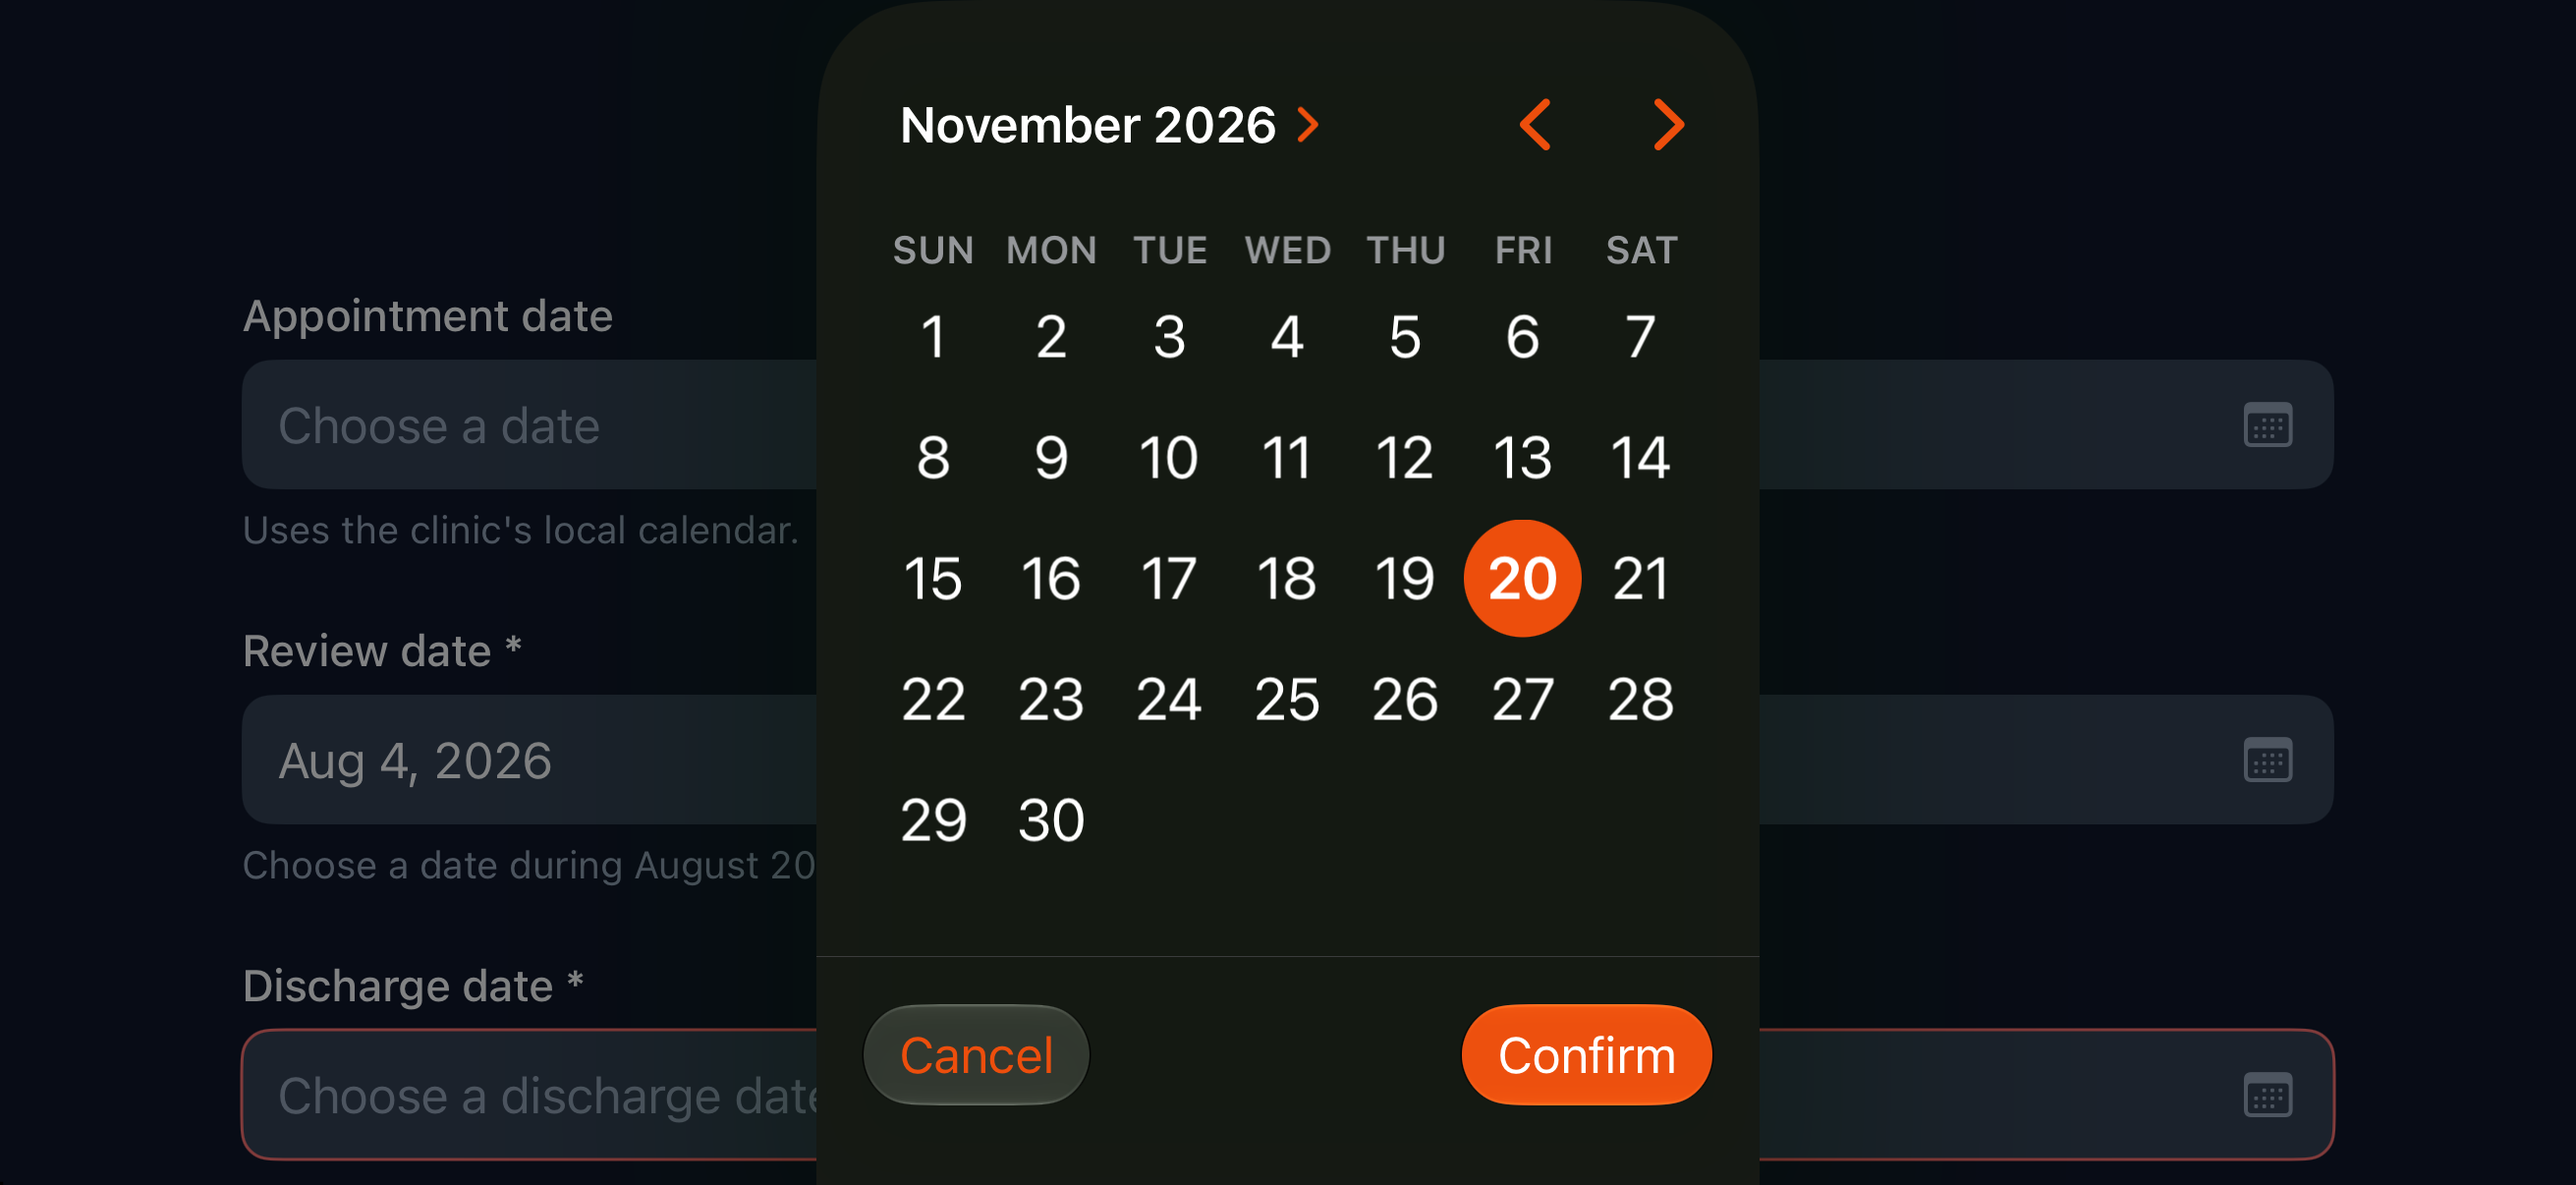 November 2026
SUN MON TUE WED THU FRI SAT
1 2 3 4 5 6 7
8 9 10 11 12 13 14
15 16 17 18 19 20 21
22 23 24 25 26 27 28
29 30
Cancel Confirm
Appointment date
Choose a date
Uses the clinic's local calendar.
Review date *
Aug 4, 2026
Choose a date during August
Discharge date *
Choose a discharge date